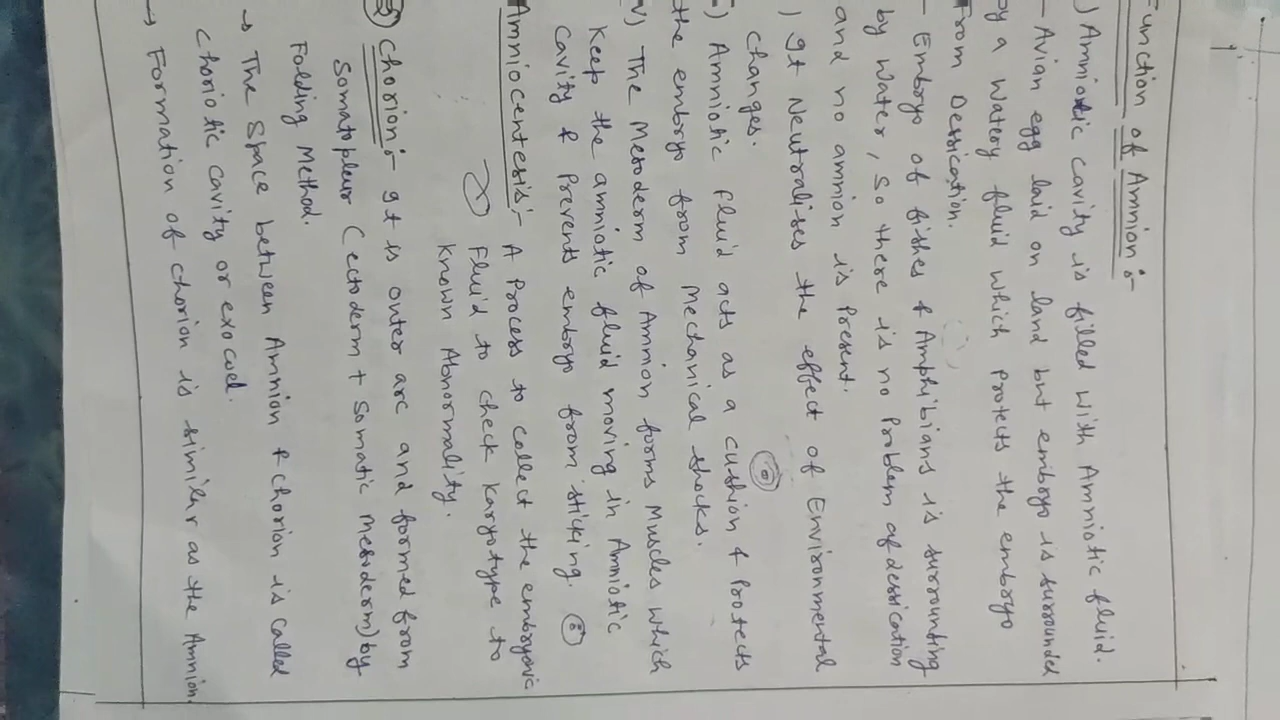 Function of Amnion :-
) Amniotic cavity is filled with Amniotic fluid.
- Avian egg laid on land but embryo is surrounded
by a watery fluid which protects the embryo
from Dessication.
- Embryo of fishes & Amphibians is surrounting
by water, so there is no Problem of dessication
and no amnion is Present.
) It Neutralises the effect of Environmental
changes.
-) Amniotic fluid acts as a cushion & Protects
the embryo from Mechanical shocks.
v) The Mesoderm of Amnion forms Muscles which
Keep the amniotic fluid moving in Amniotic
Cavity & Prevents embryo from sticking.
Amniocentesis:- A Process to collect the embryonic
Fluid to check Karyotype to
Known Abnormality.
2) Chorion :- It is outer arc and formed from
Somatopleur (ectoderm + Somatic Mesoderm) by
Folding Method.
→ The Space between Amnion & Chorion is called
Choriotic cavity or exocoel.
→ Formation of chorion is similar as the Amnion.